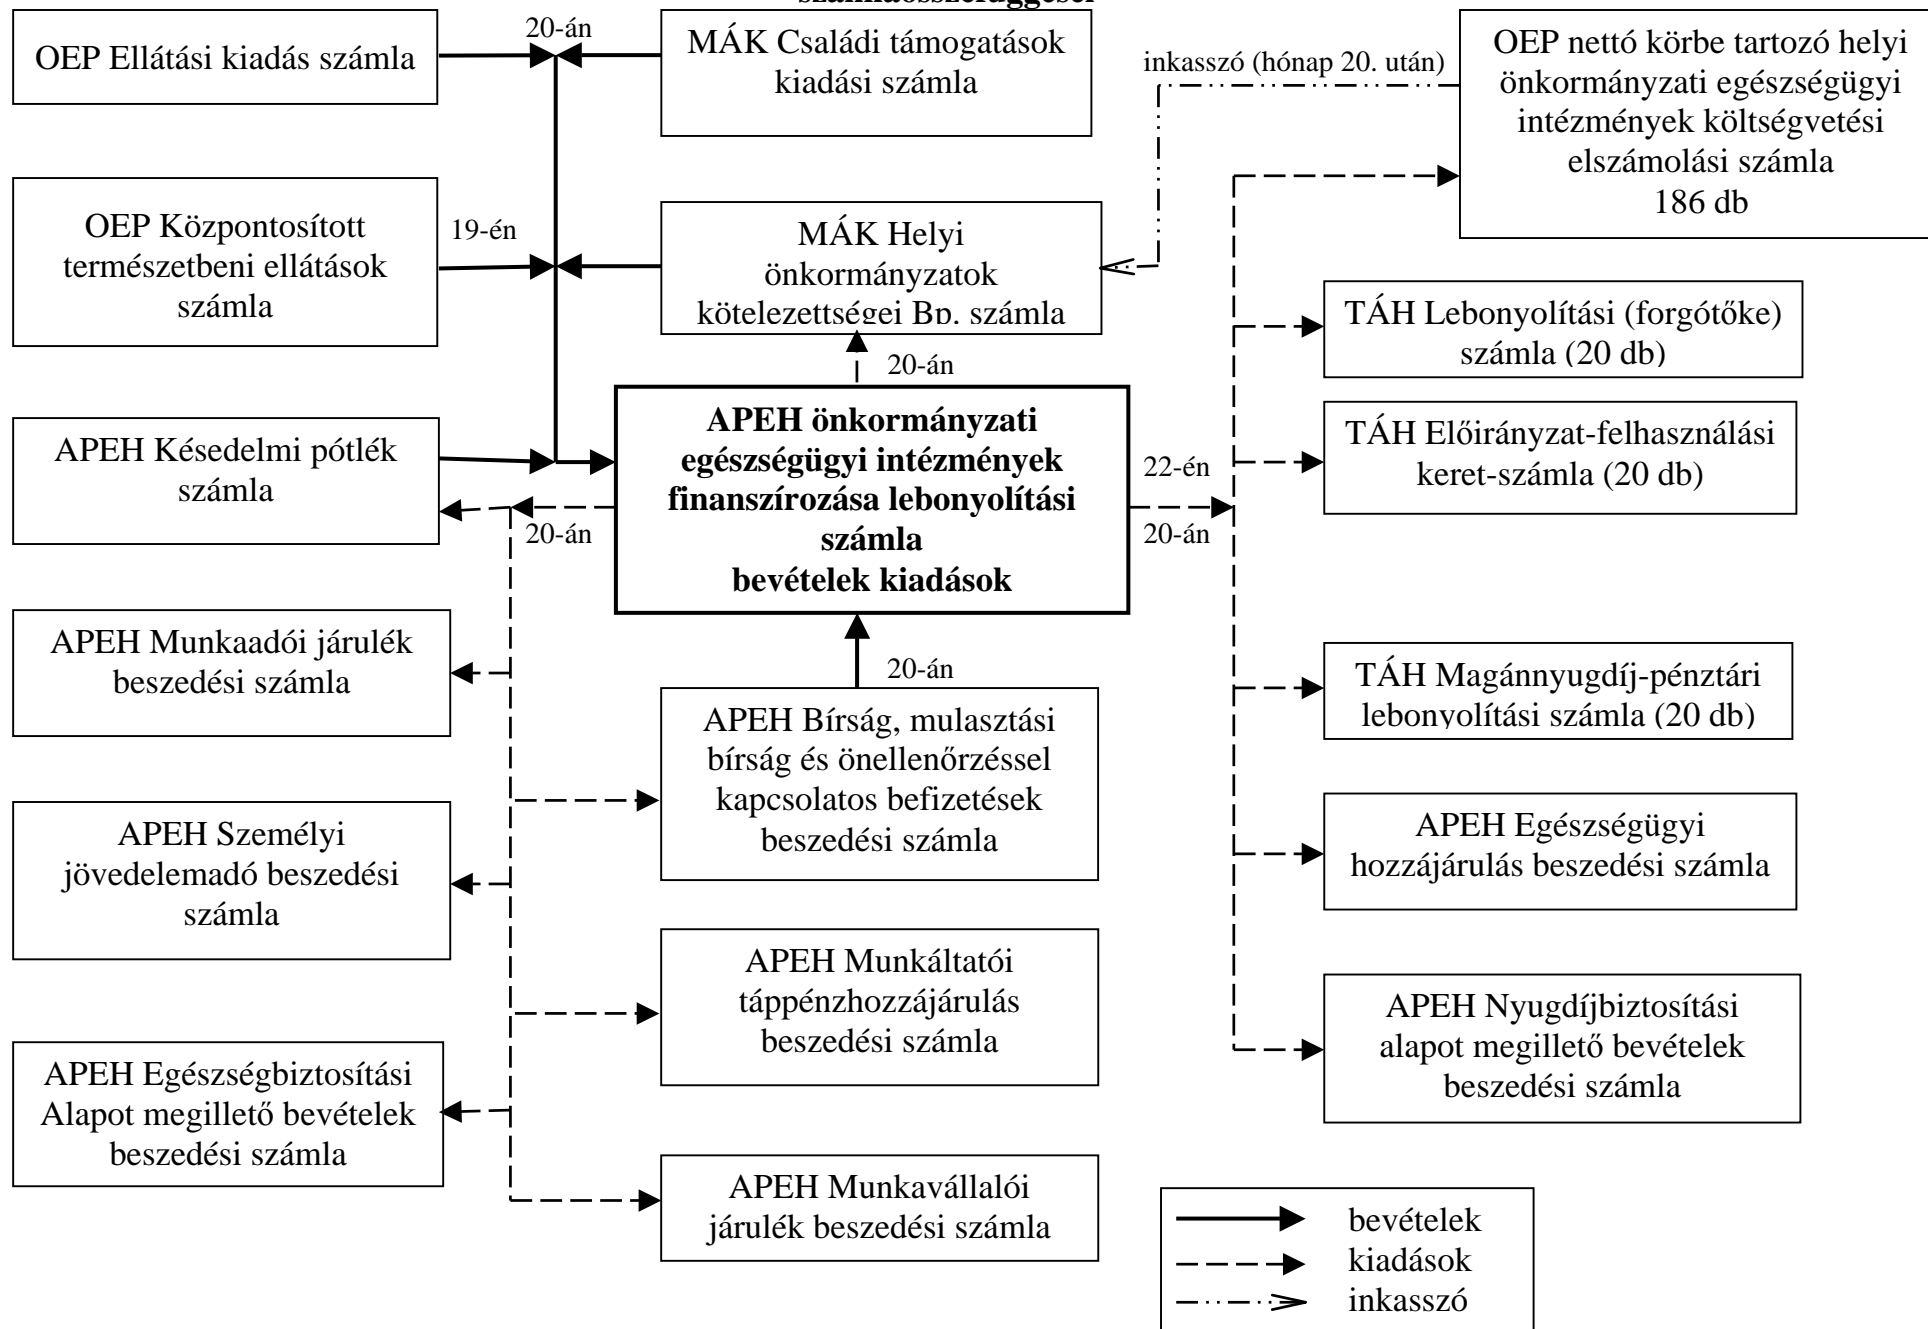 számlaösszefüggései
OEP Ellátási kiadás számla
20-án
MÁK Családi támogatások
kiadási számla
inkasszó (hónap 20. után)
OEP nettó körbe tartozó helyi
önkormányzati egészségügyi
intézmények költségvetési
elszámolási számla
186 db
OEP Központosított
természetbeni ellátások
számla
19-én
MÁK Helyi
önkormányzatok
kötelezettségei Bp. számla
20-án
TÁH Lebonyolítási (forgótőke)
számla (20 db)
APEH Késedelmi pótlék
számla
20-án
APEH önkormányzati
egészségügyi intézmények
finanszírozása lebonyolítási
számla
bevételek kiadások
22-én
20-án
TÁH Előirányzat-felhasználási
keret-számla (20 db)
APEH Munkaadói járulék
beszedési számla
20-án
APEH Bírság, mulasztási
bírság és önellenőrzéssel
kapcsolatos befizetések
beszedési számla
TÁH Magánnyugdíj-pénztári
lebonyolítási számla (20 db)
APEH Személyi
jövedelemadó beszedési
számla
APEH Egészségügyi
hozzájárulás beszedési számla
APEH Munkáltatói
táppénzhozzájárulás
beszedési számla
APEH Nyugdíjbiztosítási
alapot megillető bevételek
beszedési számla
APEH Egészségbiztosítási
Alapot megillető bevételek
beszedési számla
APEH Munkavállalói
járulék beszedési számla
bevételek
kiadások
inkasszó